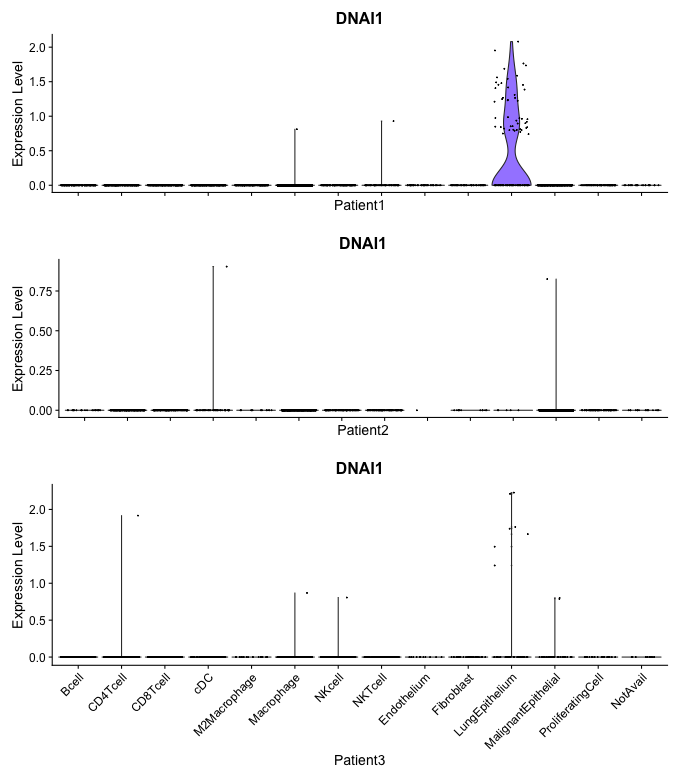 DNAI1
Expression Level
2.0
1.5
1.0
0.5
0.0
Patient1
DNAI1
Expression Level
0.75
0.50
0.25
0.00
Patient2
DNAI1
Expression Level
2.0
1.5
1.0
0.5
0.0
Bcell
CD4Tcell
CD8Tcell
cDC
M2Macrophage
Macrophage
NKcell
NKTcell
Endothelium
Fibroblast
LungEpithelium
MalignantEpithelial
ProliferatingCell
NotAvail
Patient3